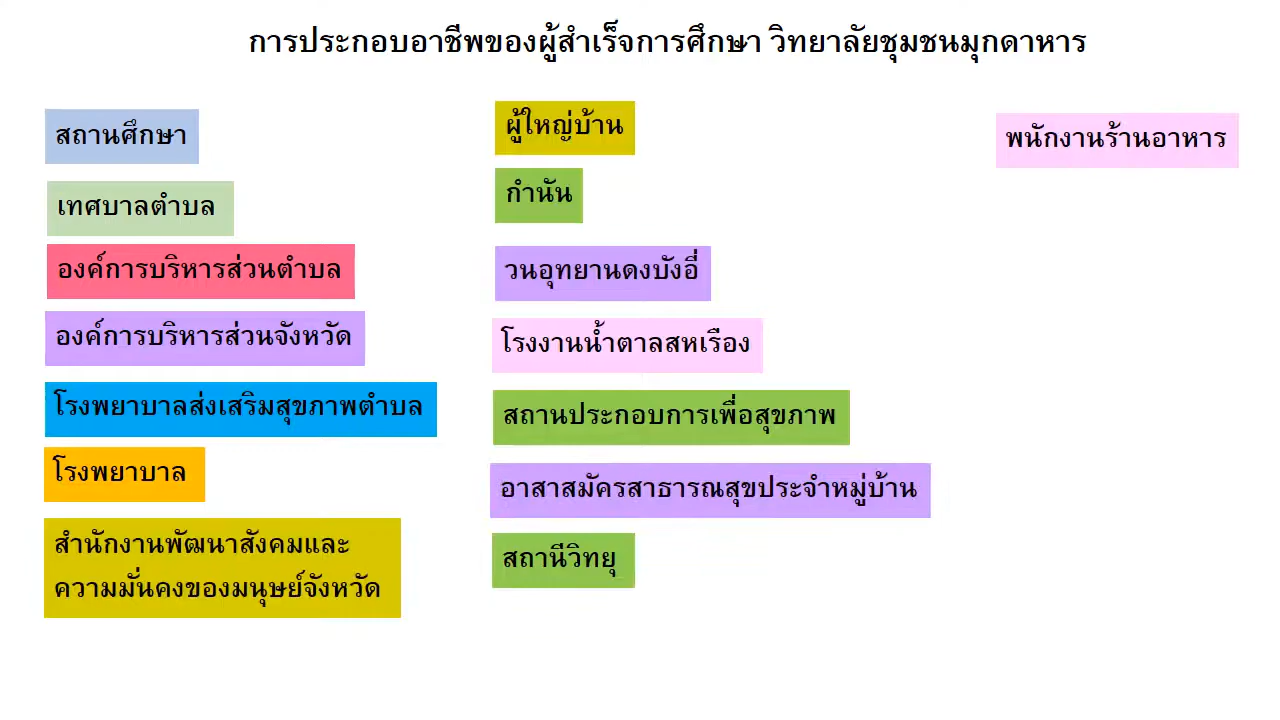 การประกอบอาชีพของผู้สำเร็จการศึกษา วิทยาลัยชุมชนมุกดาหาร
สถานศึกษา
เทศบาลตำบล
องค์การบริหารส่วนตำบล
องค์การบริหารส่วนจังหวัด
โรงพยาบาลส่งเสริมสุขภาพตำบล
โรงพยาบาล
สำนักงานพัฒนาสังคมและ
ความมั่นคงของมนุษย์จังหวัด
ผู้ใหญ่บ้าน
กำนัน
วนอุทยานดงบังอี่
โรงงานน้ำตาลสหเรือง
สถานประกอบการเพื่อสุขภาพ
อาสาสมัครสาธารณสุขประจำหมู่บ้าน
สถานีวิทยุ
พนักงานร้านอาหาร